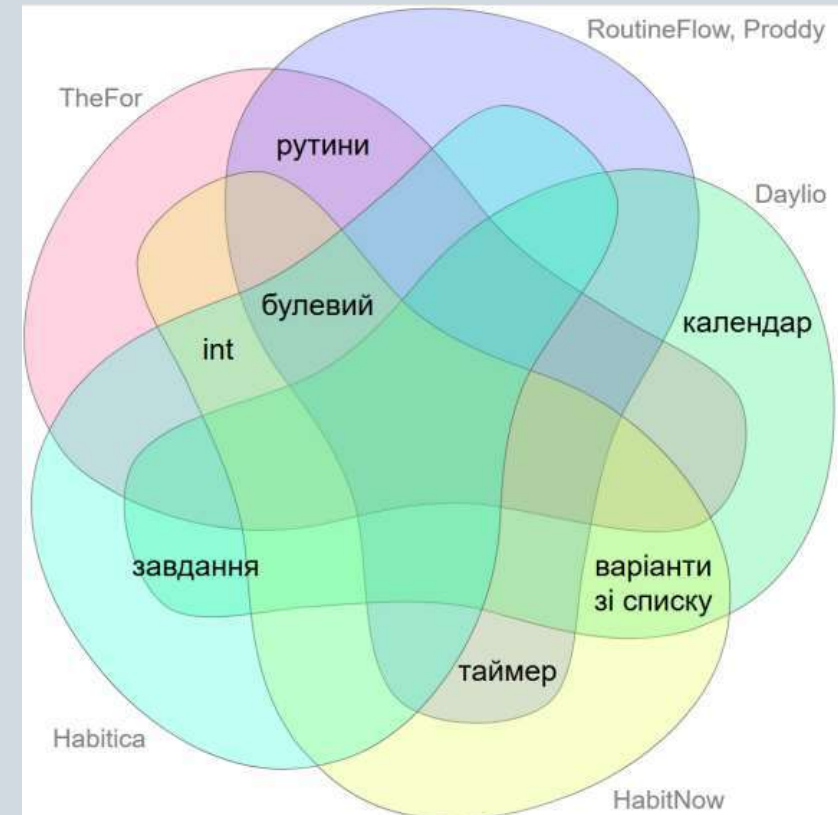 RoutineFlow, Proddy
TheFor
рутини
Daylio
булевий
календар
int
завдання
варіанти
зі списку
таймер
Habitica
HabitNow